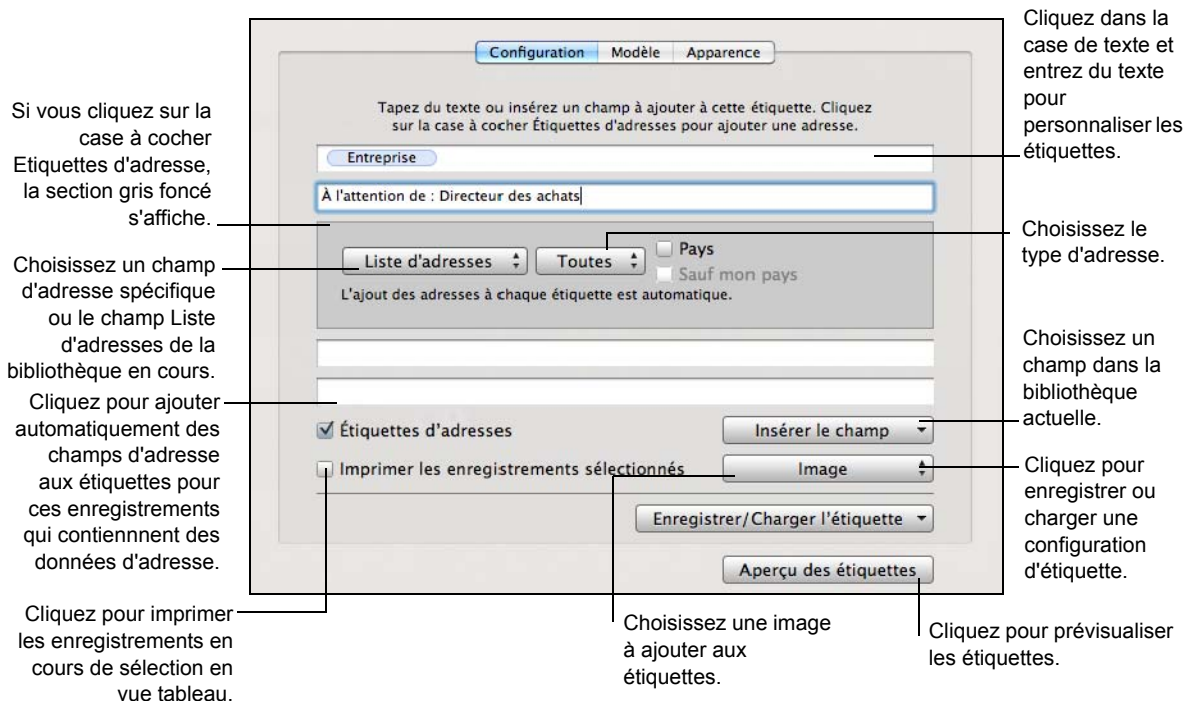 Si vous cliquez sur la
case à cocher
Etiquettes d'adresse,
la section gris foncé
s'affiche.
Choisissez un champ
d'adresse spécifique
ou le champ Liste
d'adresses de la
bibliothèque en cours.
Cliquez pour ajouter
automatiquement des
champs d'adresse
aux étiquettes pour
ces enregistrements
qui contiennnent des
données d'adresse.
Cliquez pour imprimer
les enregistrements en
cours de sélection en
vue tableau.
Configuration Modèle Apparence
Tapez du texte ou insérez un champ à ajouter à cette étiquette. Cliquez
sur la case à cocher Étiquettes d'adresses pour ajouter une adresse.
Entreprise
À l'attention de : Directeur des achats
Liste d'adresses Toutes Pays
Sauf mon pays
L'ajout des adresses à chaque étiquette est automatique.
Étiquettes d'adresses Insérer le champ
Imprimer les enregistrements sélectionnés Image
Enregistrer/Charger l'étiquette
Aperçu des étiquettes
Cliquez dans la
case de texte et
entrez du texte
pour
personnaliser les
étiquettes.
Choisissez le
type d'adresse.
Choisissez un
champ dans la
bibliothèque
actuelle.
Cliquez pour
enregistrer ou
charger une
configuration
d'étiquette.
Choisissez une image
à ajouter aux
étiquettes.
Cliquez pour prévisualiser
les étiquettes.